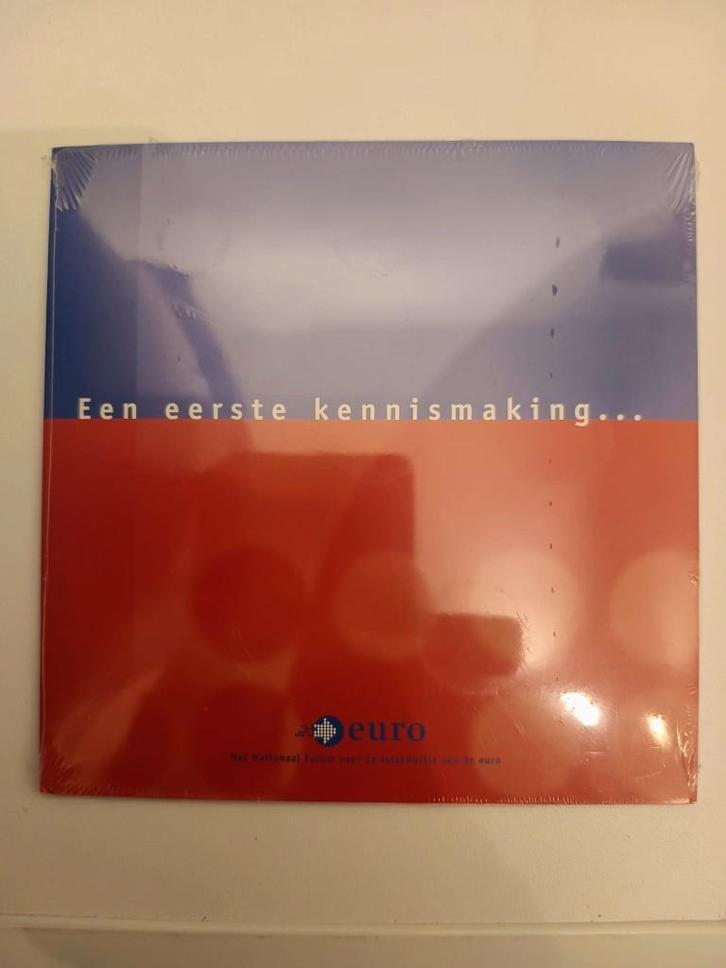 Een eerste kennismaking...
euro
Het Nationaal Forum voor de introductie van de euro